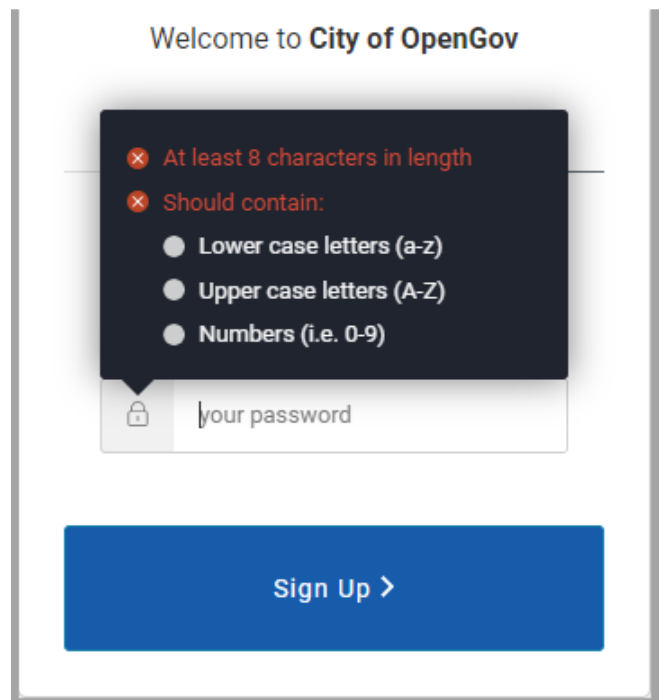 Welcome to City of OpenGov
At least 8 characters in length
Should contain:
Lower case letters (a-z)
Upper case letters (A-Z)
Numbers (i.e. 0-9)
your password
Sign Up